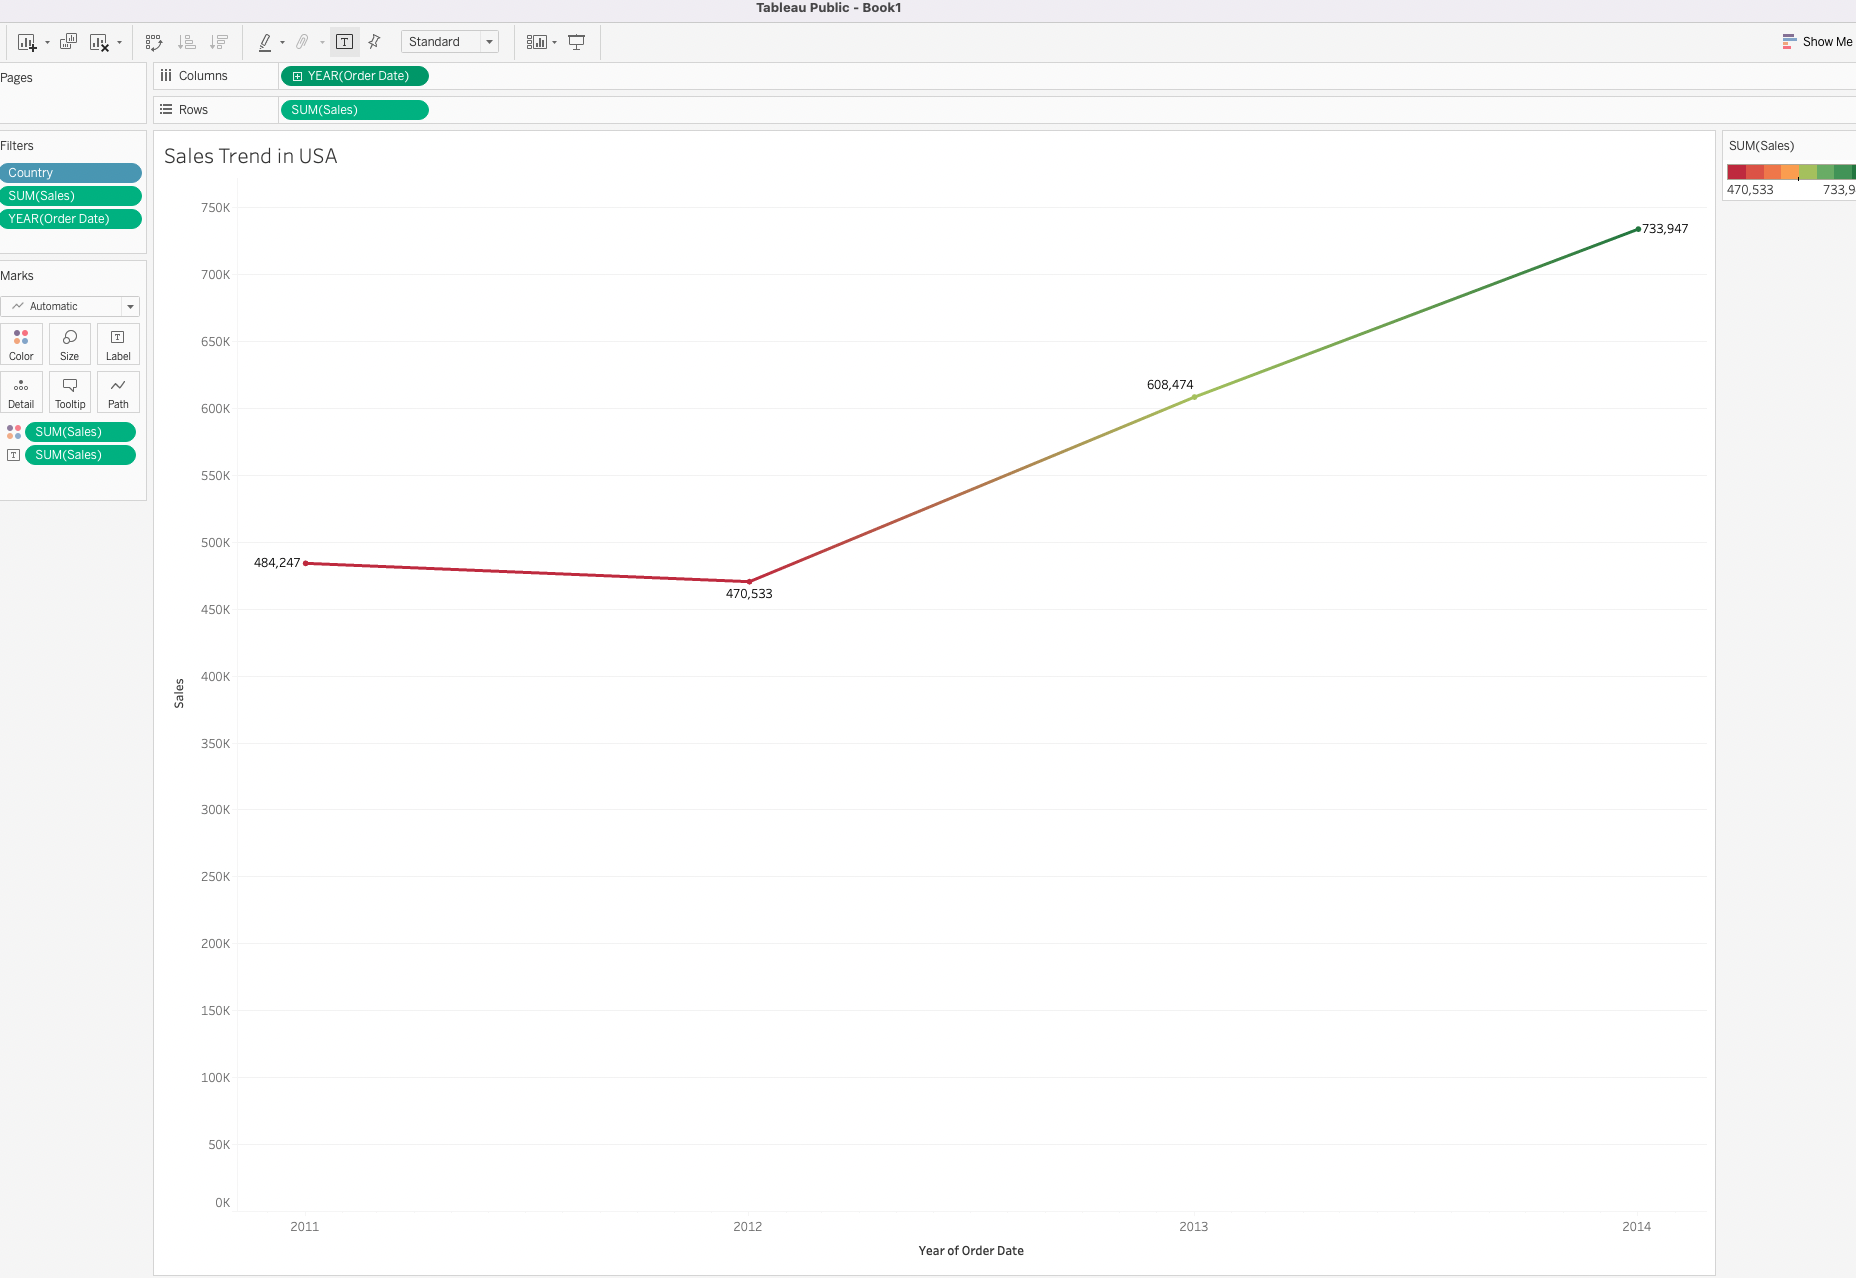 Tableau Public - Book1
Standard
Show Me
Pages
Columns
YEAR(Order Date)
Rows
SUM(Sales)
Filters
Country
SUM(Sales)
YEAR(Order Date)
Marks
Automatic
Color
Size
Label
Detail
Tooltip
Path
SUM(Sales)
SUM(Sales)
Sales Trend in USA
750K
700K
650K
600K
550K
500K
450K
400K
350K
300K
250K
200K
150K
100K
50K
0K
Sales
484,247
470,533
608,474
733,947
2011
2012
2013
2014
Year of Order Date
SUM(Sales)
470,533
733,9